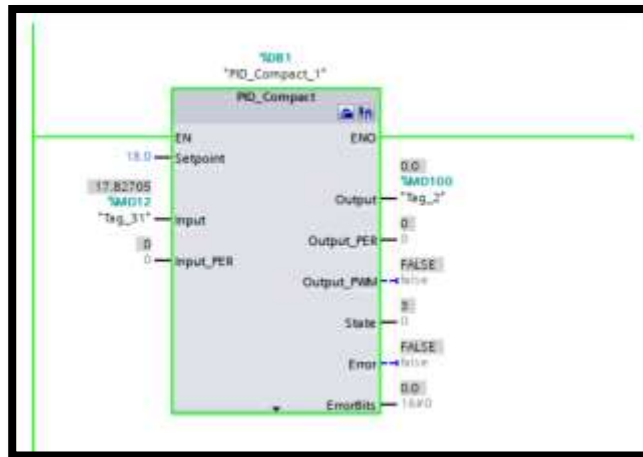 %DB1
"PID_Compact_1"
PID_Compact
EN
ENO
18.0
Setpoint
17.82705
%MD12
"Tag_31"
Input
0
0
Input_PER
0.0
%MD100
Output
"Tag_2"
0
Output_PER
0
FALSE
Output_PWM
false
3
State
0
FALSE
Error
false
0.0
ErrorBits
16#0